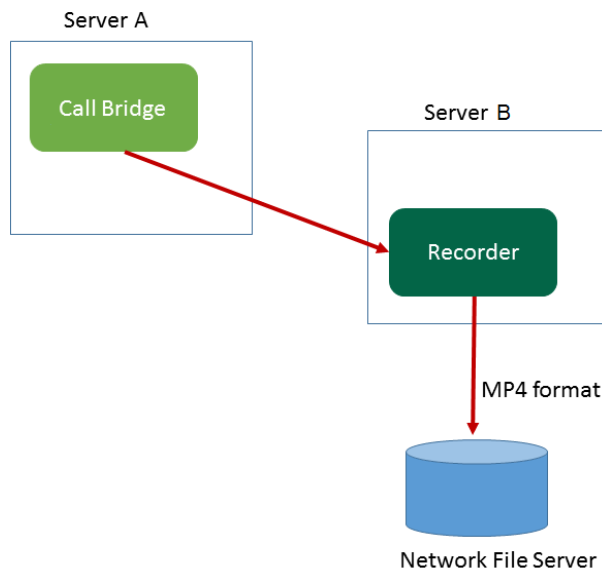 Server A
Call Bridge
Server B
Recorder
MP4 format
Network File Server